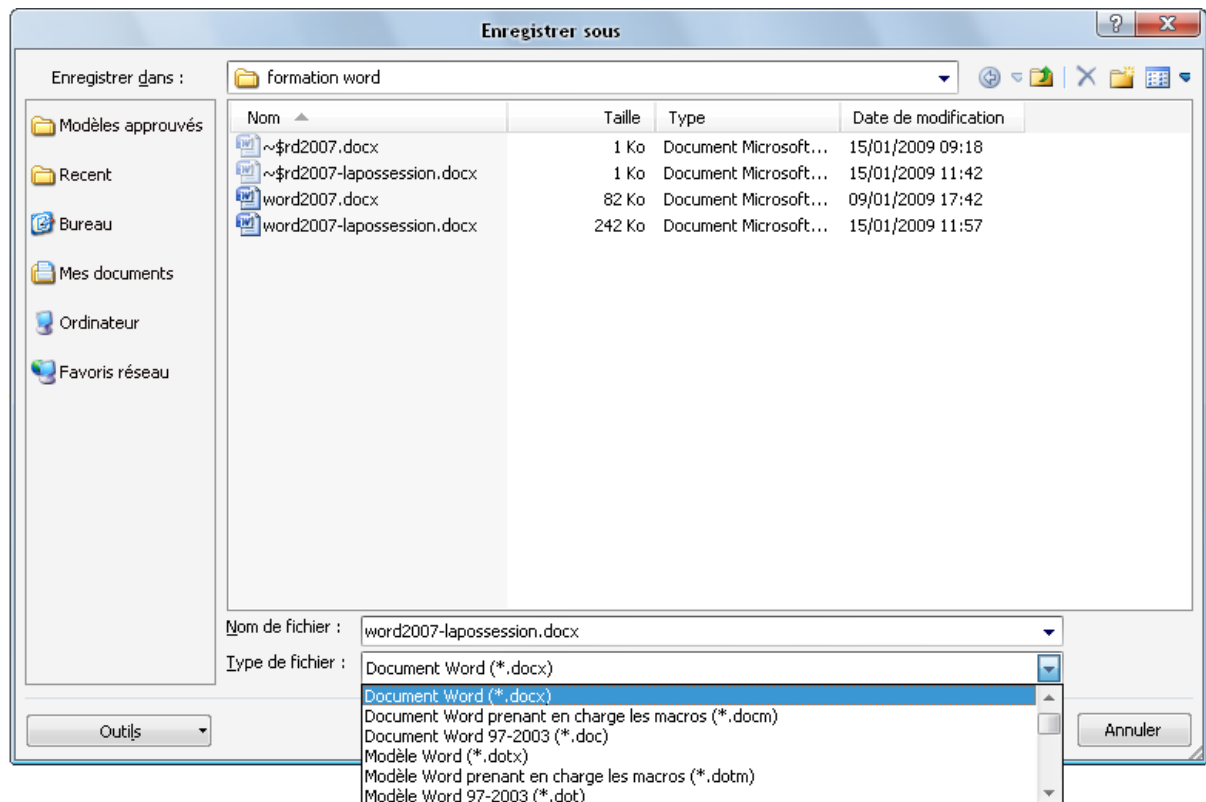 Enregistrer sous
Enregistrer dans :
formation word
Modèles approuvés
Recent
Bureau
Mes documents
Ordinateur
Favoris réseau
Nom Taille Type Date de modification
~$rd2007.docx 1 Ko Document Microsoft... 15/01/2009 09:18
~$rd2007-lapossession.docx 1 Ko Document Microsoft... 15/01/2009 11:42
word2007.docx 82 Ko Document Microsoft... 09/01/2009 17:42
word2007-lapossession.docx 242 Ko Document Microsoft... 15/01/2009 11:57
Nom de fichier : word2007-lapossession.docx
Type de fichier : Document Word (*.docx)
Document Word (*.docx)
Document Word prenant en charge les macros (*.docm)
Document Word 97-2003 (*.doc)
Modèle Word (*.dotx)
Modèle Word prenant en charge les macros (*.dotm)
Modèle Word 97-2003 (*.dot)
Outils
Annuler